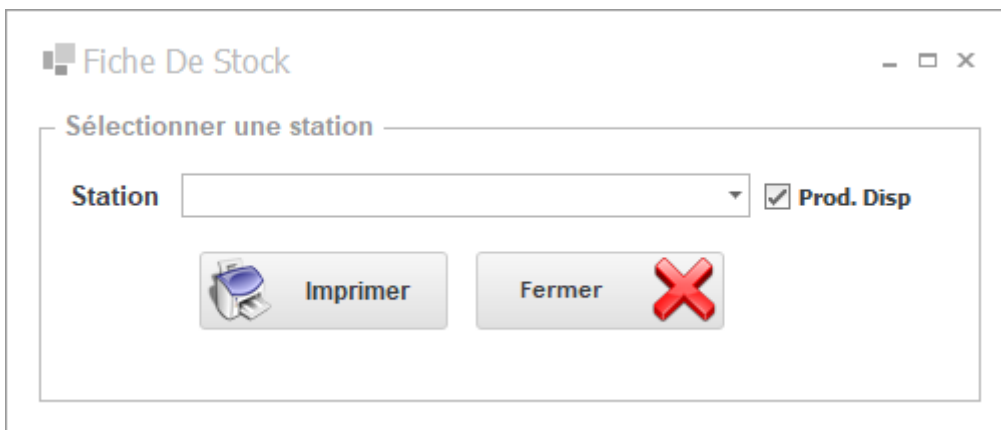 Fiche De Stock
Sélectionner une station
Station
Prod. Disp
Imprimer
Fermer